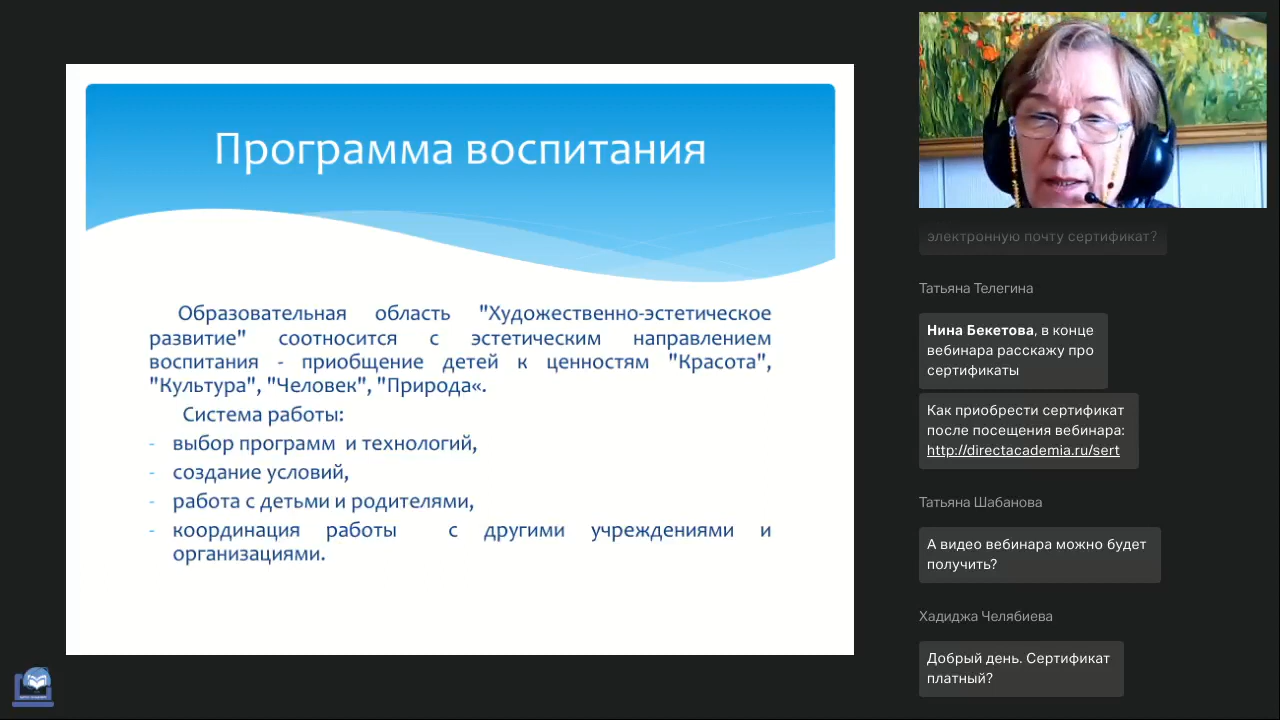 Программа воспитания
Образовательная область "Художественно-эстетическое
развитие" соотносится с эстетическим направлением
воспитания - приобщение детей к ценностям "Красота",
"Культура", "Человек", "Природа«.
Система работы:
- выбор программ и технологий,
- создание условий,
- работа с детьми и родителями,
- координация работы с другими учреждениями и
организациями.
электронную почту сертификат?
Татьяна Телегина
Нина Бекетова, в конце
вебинара расскажу про
сертификаты
Как приобрести сертификат
после посещения вебинара:
http://directacademia.ru/sert
Татьяна Шабанова
А видео вебинара можно будет
получить?
Хадиджа Челябиева
Добрый день. Сертификат
платный?